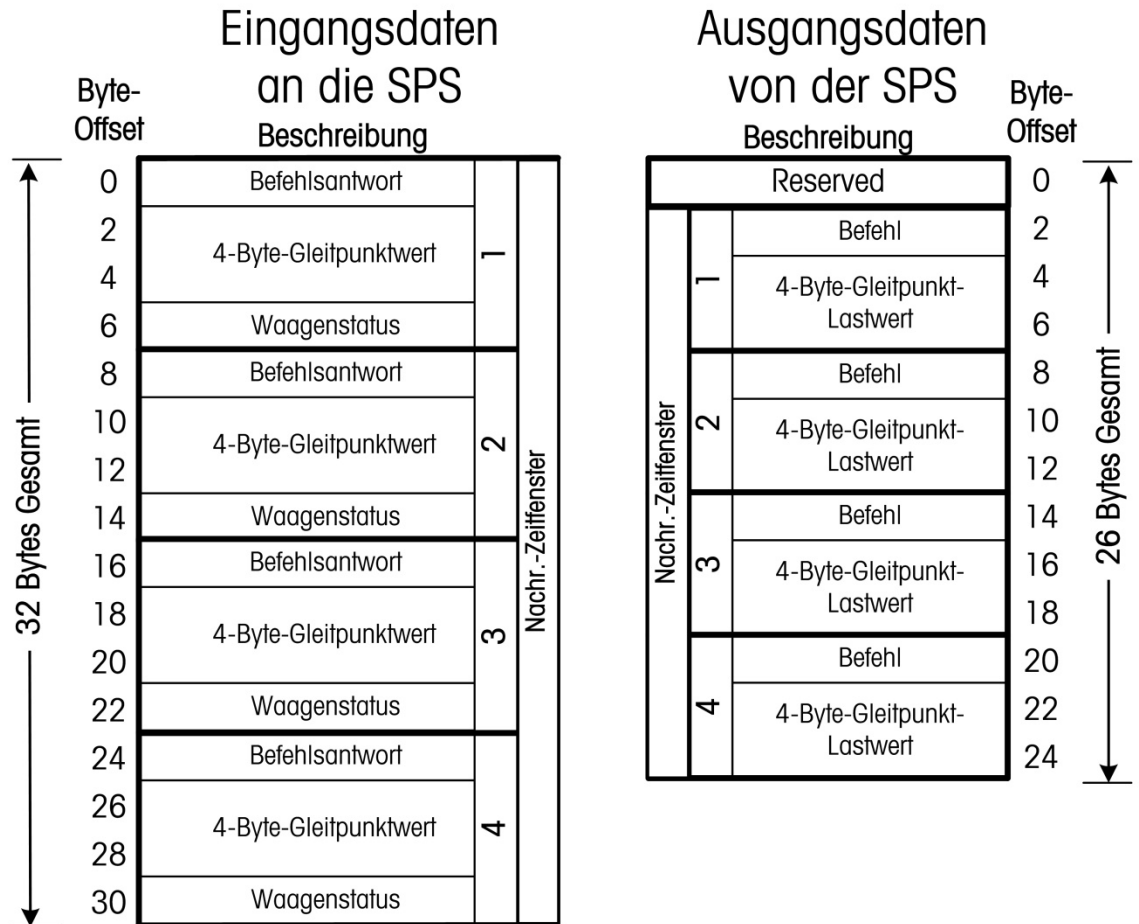 Eingangsdaten
an die SPS
Byte-
Offset
Beschreibung
32 Bytes Gesamt
0
Befehlsantwort
2
4
4-Byte-Gleitpunktwert
6
Waagenstatus
1
8
Befehlsantwort
10
12
4-Byte-Gleitpunktwert
14
Waagenstatus
2
16
Befehlsantwort
18
20
4-Byte-Gleitpunktwert
22
Waagenstatus
3
24
Befehlsantwort
26
28
4-Byte-Gleitpunktwert
30
Waagenstatus
4
Nachr.-Zeitfenster
Ausgangsdaten
von der SPS
Beschreibung
Byte-
Offset
Reserved
0
Nachr.-Zeitfenster
1
Befehl
2
4-Byte-Gleitpunkt-
Lastwert
4
6
2
Befehl
8
4-Byte-Gleitpunkt-
Lastwert
10
12
3
Befehl
14
4-Byte-Gleitpunkt-
Lastwert
16
18
4
Befehl
20
4-Byte-Gleitpunkt-
Lastwert
22
24
26 Bytes Gesamt